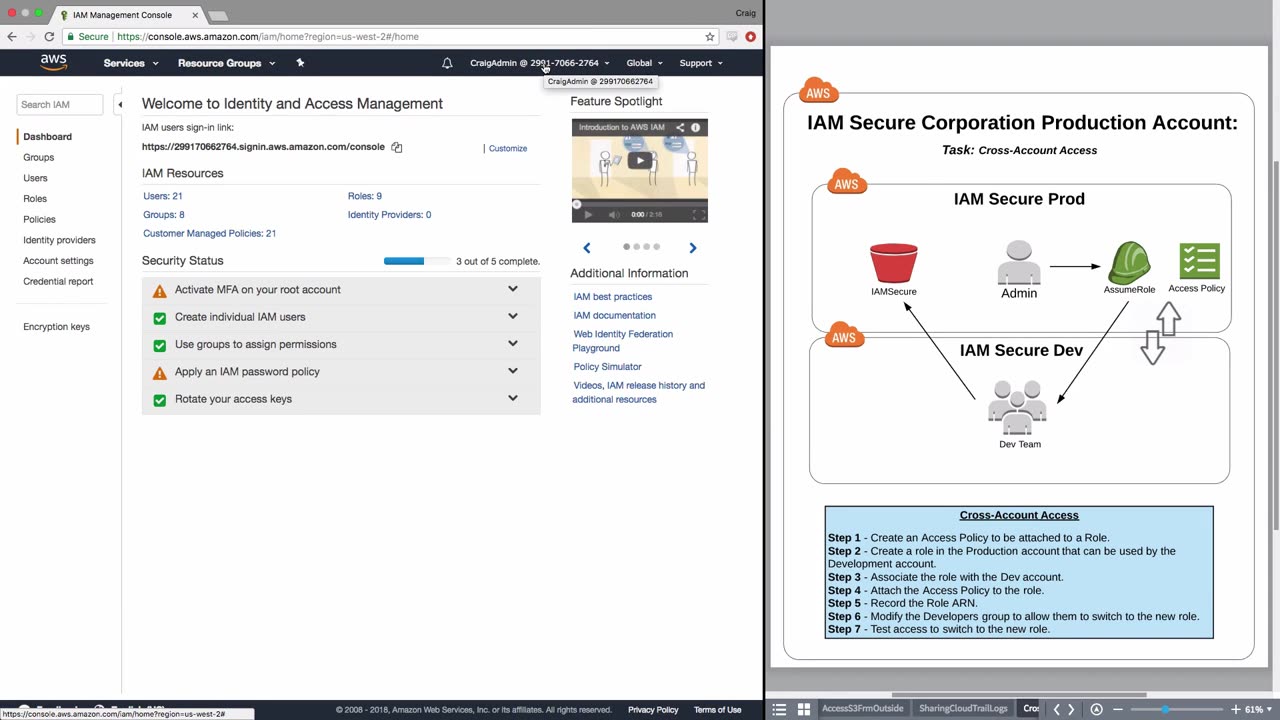 IAM Management Console
Craig
Secure | https://console.aws.amazon.com/iam/home?region=us-west-2#/home
aws
Services
Resource Groups
CraigAdmin @ 2991-7066-2764
Global
Support
CraigAdmin @ 299170662764
Search IAM
Dashboard
Groups
Users
Roles
Policies
Identity providers
Account settings
Credential report
Encryption keys
Welcome to Identity and Access Management
IAM users sign-in link:
https://299170662764.signin.aws.amazon.com/console
Customize
IAM Resources
Users: 21
Roles: 9
Groups: 8
Identity Providers: 0
Customer Managed Policies: 21
Security Status
3 out of 5 complete.
Activate MFA on your root account
Create individual IAM users
Use groups to assign permissions
Apply an IAM password policy
Rotate your access keys
Feature Spotlight
Introduction to AWS IAM
0:00 / 2:16
Additional Information
IAM best practices
IAM documentation
Web Identity Federation
Playground
Policy Simulator
Videos, IAM release history and
additional resources
https://console.aws.amazon.com/iam/home?region=us-west-2#
© 2008 - 2018, Amazon Web Services, Inc. or its affiliates. All rights reserved.
Privacy Policy
Terms of Use
AWS
IAM Secure Corporation Production Account:
Task: Cross-Account Access
AWS
IAM Secure Prod
IAMSecure
Admin
AssumeRole
Access Policy
AWS
IAM Secure Dev
Dev Team
Cross-Account Access
Step 1 - Create an Access Policy to be attached to a Role.
Step 2 - Create a role in the Production account that can be used by the
Development account.
Step 3 - Associate the role with the Dev account.
Step 4 - Attach the Access Policy to the role.
Step 5 - Record the Role ARN.
Step 6 - Modify the Developers group to allow them to switch to the new role.
Step 7 - Test access to switch to the new role.
AccessS3FrmOutside
SharingCloudTrailLogs
61%